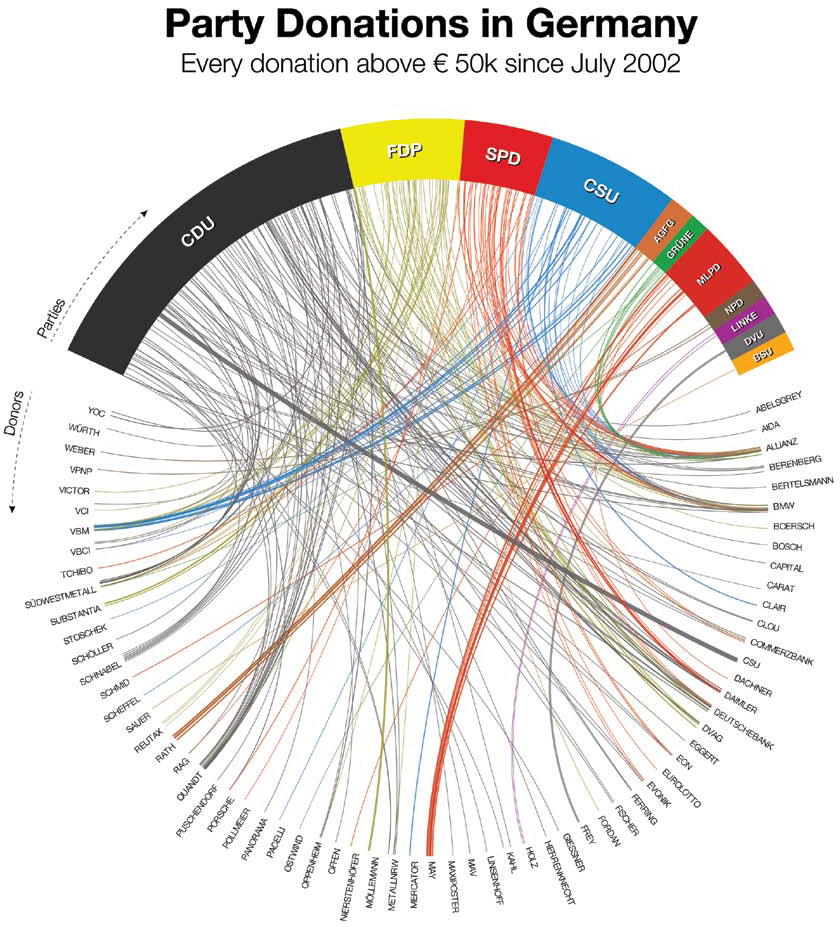 Party Donations in Germany
Every donation above € 50k since July 2002
Parties
CDU
FDP
SPD
CSU
AGFG
GRÜNE
MLPD
NPD
LINKE
DVU
BSU
Donors
YOC
WÜRTH
WEBER
VPNP
VICTOR
VCI
VBM
VBCI
TCHIBO
SÜDWESTMETALL
SUBSTANTIA
STOSCHEK
SCHÖLLER
SCHNABEL
SCHMID
SCHEFFEL
SAUER
REUTAX
RATH
RAG
QUANDT
PUSCHENDORF
PORSCHE
POLLMEIER
PANORAMA
PACELLI
OSTWIND
OPPENHEIM
OFFEN
NIERSTENHÖFER
MÖLLEMANN
METALLNRW
MERCATOR
MAY
MAXIPOSTER
MAV
LINSENHOFF
KAHL
HOLZ
HERRENKNECHT
GIESSNER
FREY
FORDAN
FISCHER
FERRING
EVONIK
EUROLOTTO
EON
EGGERT
DVAG
DEUTSCHEBANK
DAIMLER
DACHNER
CSU
COMMERZBANK
CLOU
CLAIR
CARAT
CAPITAL
BOSCH
BOERSCH
BMW
BERTELSMANN
BERENBERG
ALLIANZ
AIDA
ABELSGREY